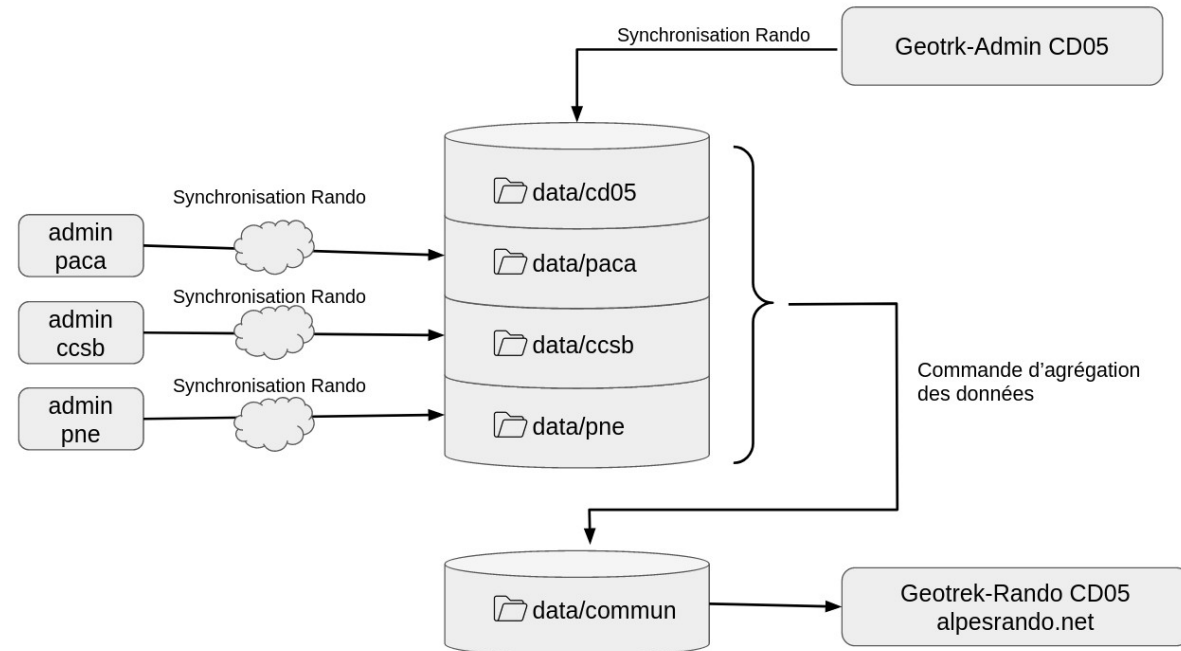 Synchronisation Rando
Geotrk-Admin CD05
data/cd05
Synchronisation Rando
admin
paca
data/paca
Synchronisation Rando
admin
ccsb
data/ccsb
Synchronisation Rando
admin
pne
data/pne
Commande d’agrégation
des données
data/commun
Geotrek-Rando CD05
alpesrando.net